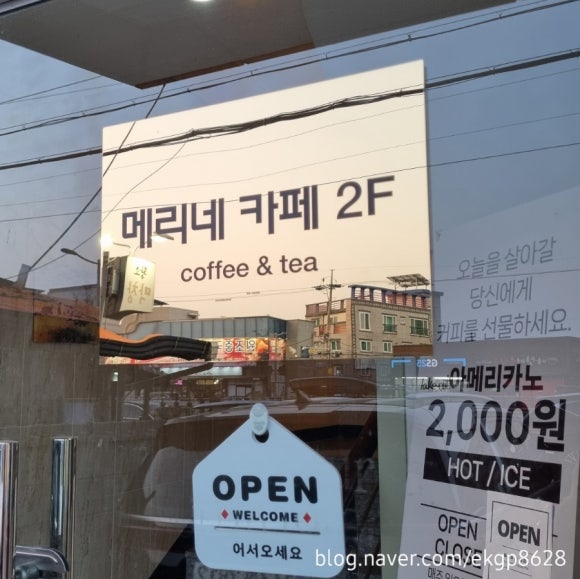 메리네 카페 2F
coffee & tea
오늘을 살아갈
당신에게
커피를 선물하세요.
take-out
아메리카노
2,000원
HOT / ICE
OPEN
WELCOME
어서오세요
OPEN
OPEN
blog.naver.com/ekgp8628